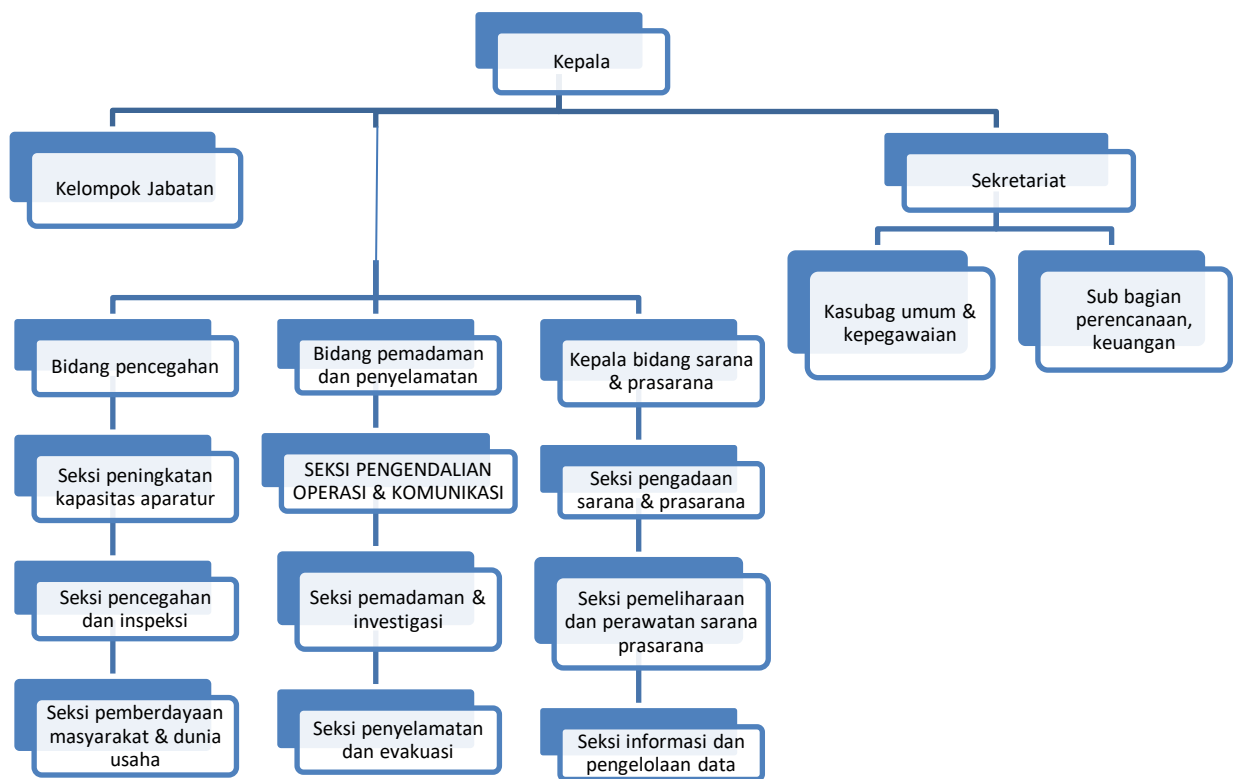 Kepala
Kelompok Jabatan
Sekretariat
Kasubag umum &
kepegawaian
Sub bagian
perencanaan,
keuangan
Bidang pencegahan
Bidang pemadaman
dan penyelamatan
Kepala bidang sarana
& prasarana
Seksi peningkatan
kapasitas aparatur
SEKSI PENGENDALIAN
OPERASI & KOMUNIKASI
Seksi pengadaan
sarana & prasarana
Seksi pencegahan
dan inspeksi
Seksi pemadaman &
investigasi
Seksi pemeliharaan
dan perawatan sarana
prasarana
Seksi pemberdayaan
masyarakat & dunia
usaha
Seksi penyelamatan
dan evakuasi
Seksi informasi dan
pengelolaan data